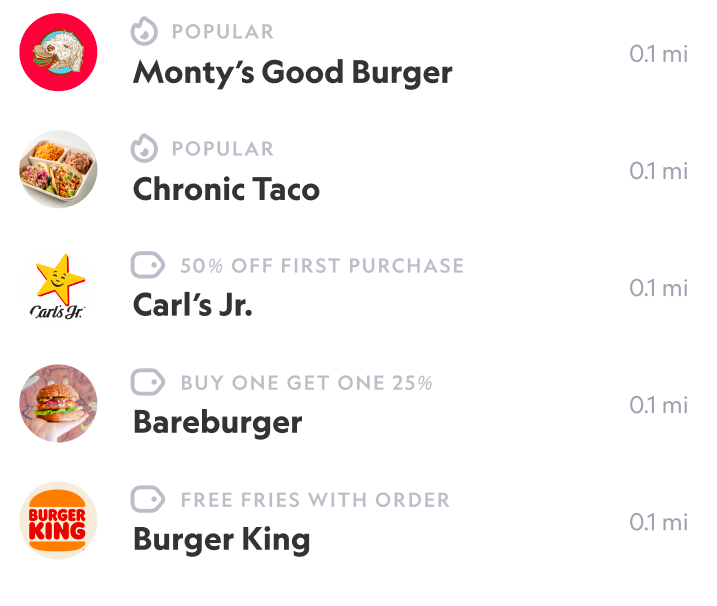 POPULAR
Monty’s Good Burger
0.1 mi
POPULAR
Chronic Taco
0.1 mi
50% OFF FIRST PURCHASE
Carl’s Jr.
0.1 mi
Carl's Jr.
BUY ONE GET ONE 25%
Bareburger
0.1 mi
FREE FRIES WITH ORDER
Burger King
0.1 mi
BURGER
KING